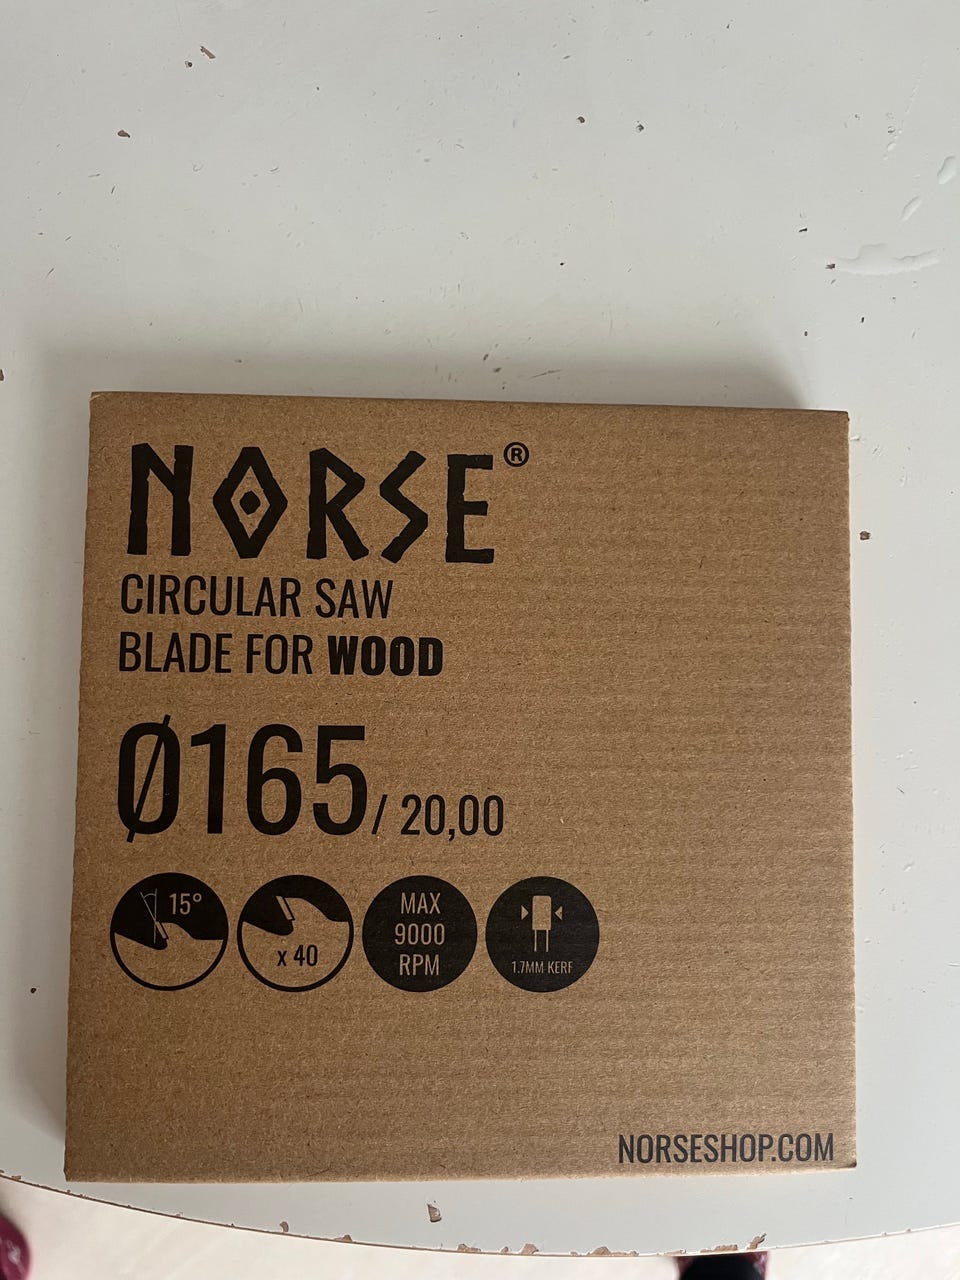 NORSE®
CIRCULAR SAW
BLADE FOR WOOD
Ø165/ 20,00
15°
x 40
MAX
9000
RPM
1.7MM KERF
NORSESHOP.COM